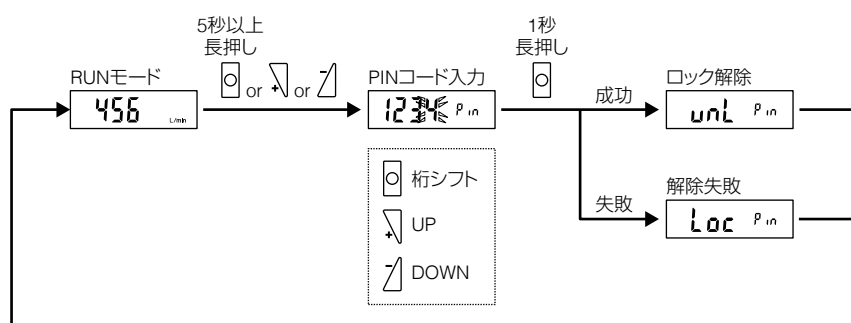 5秒以上
長押し
1秒
長押し
RUNモード
or
or
PINコード入力
ロック解除
456 L/min
1234 Pin
成功
unL Pin
桁シフト
UP
DOWN
解除失敗
失敗
Loc Pin